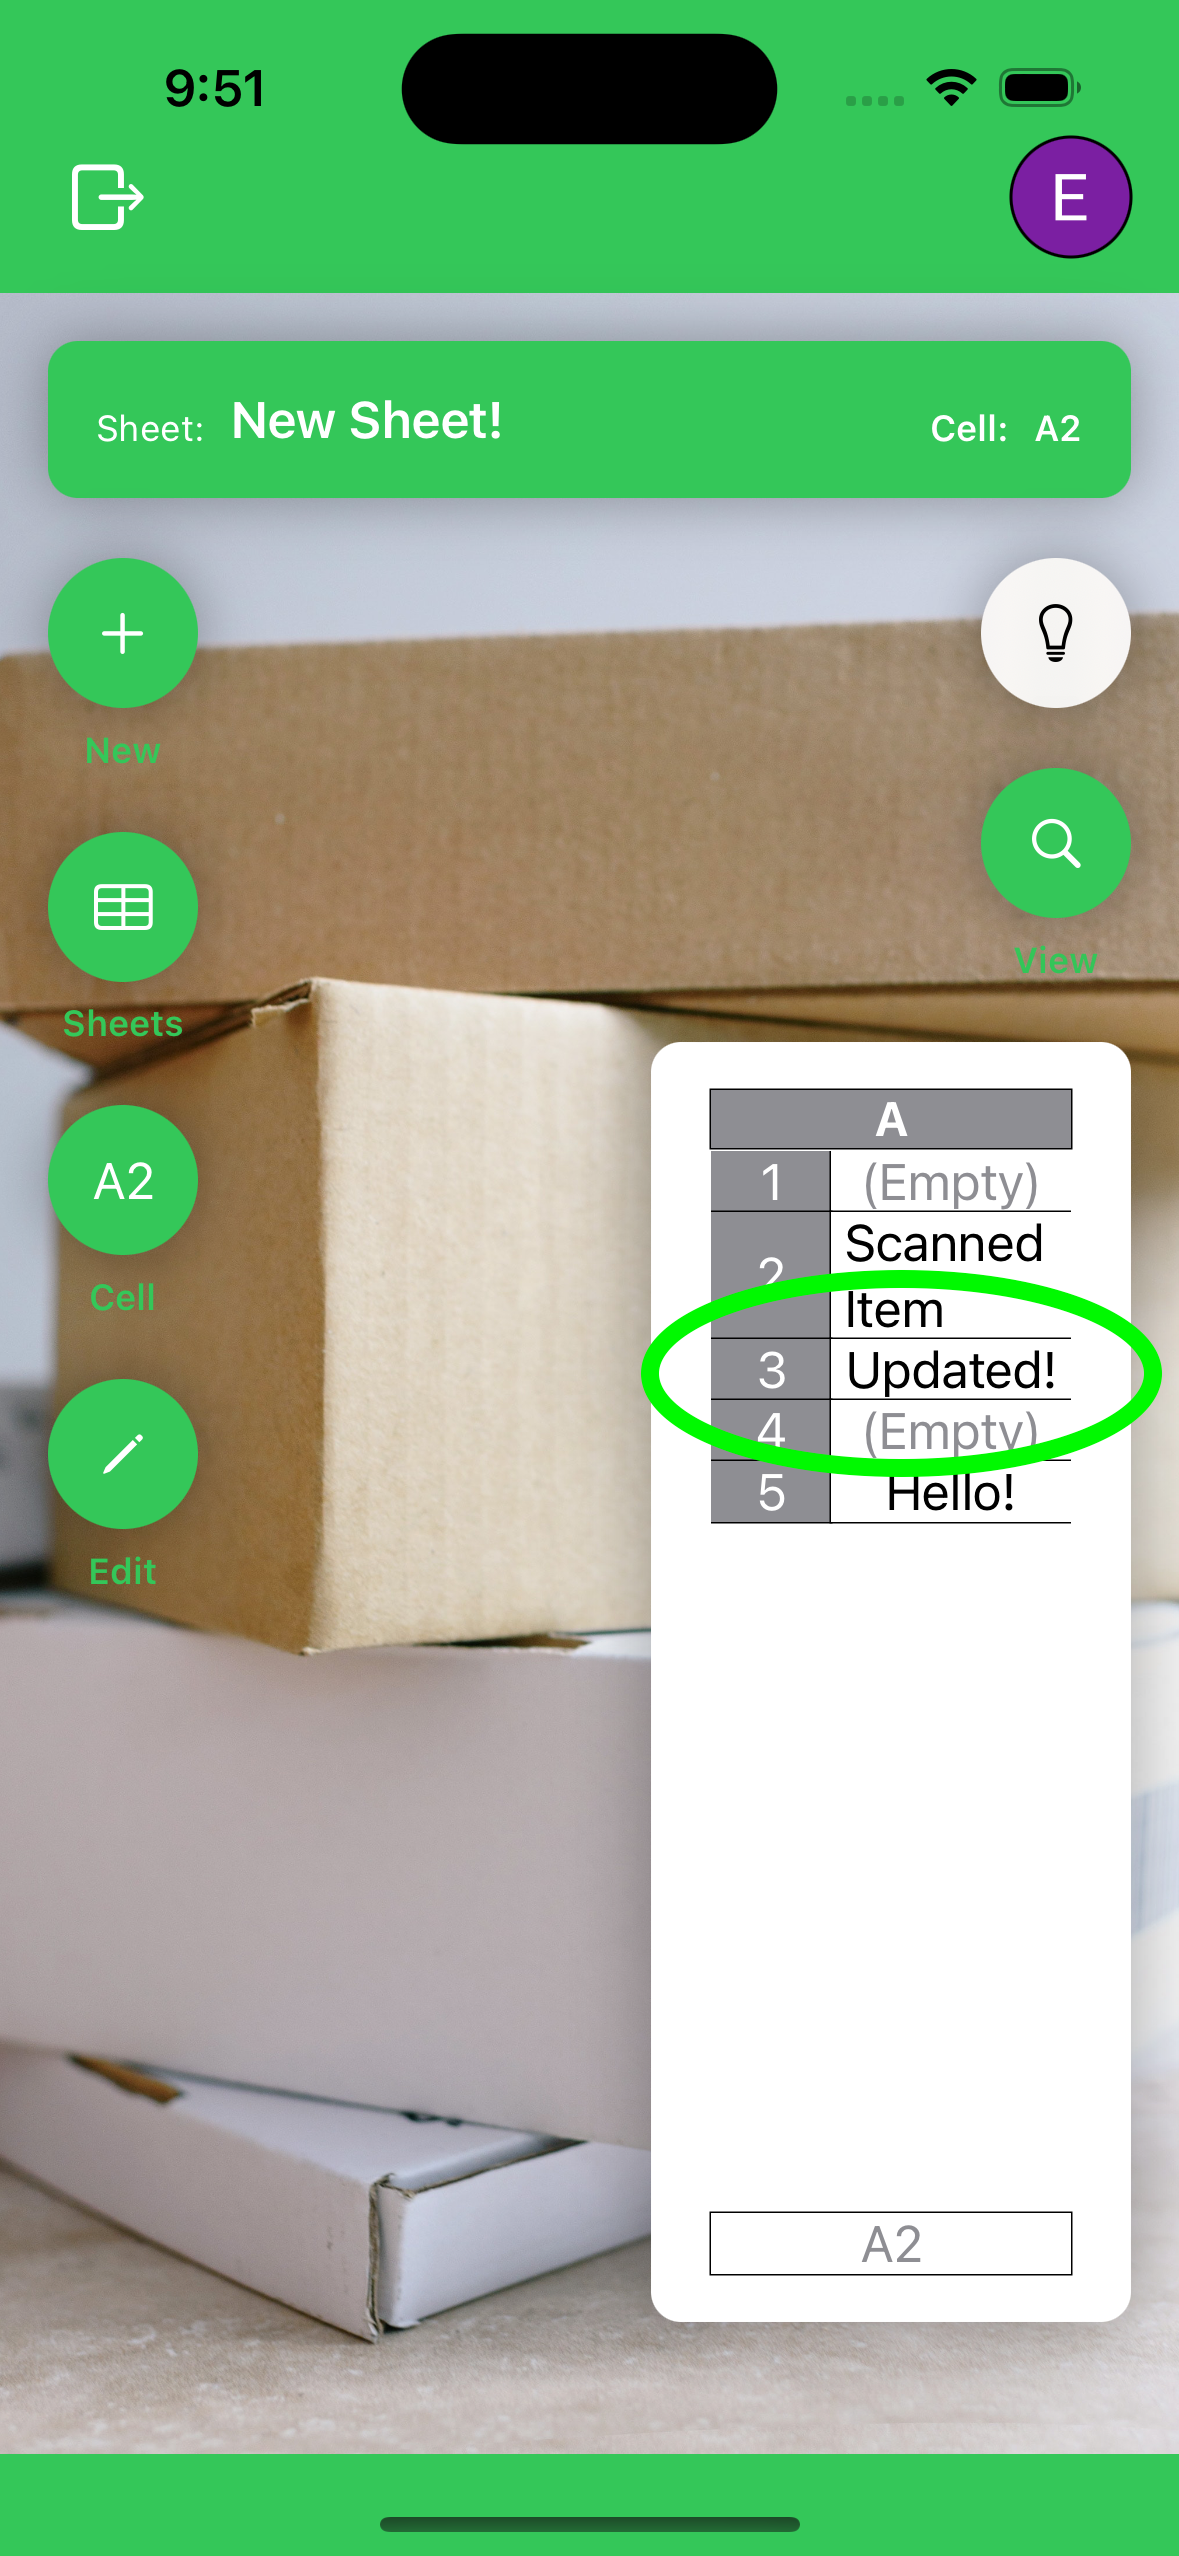 9:51
E
Sheet: New Sheet! Cell: A2
New
Sheets
View
A2
Cell
Edit
A
1 (Empty)
2 Scanned
Item
3 Updated!
4 (Empty)
5 Hello!
A2